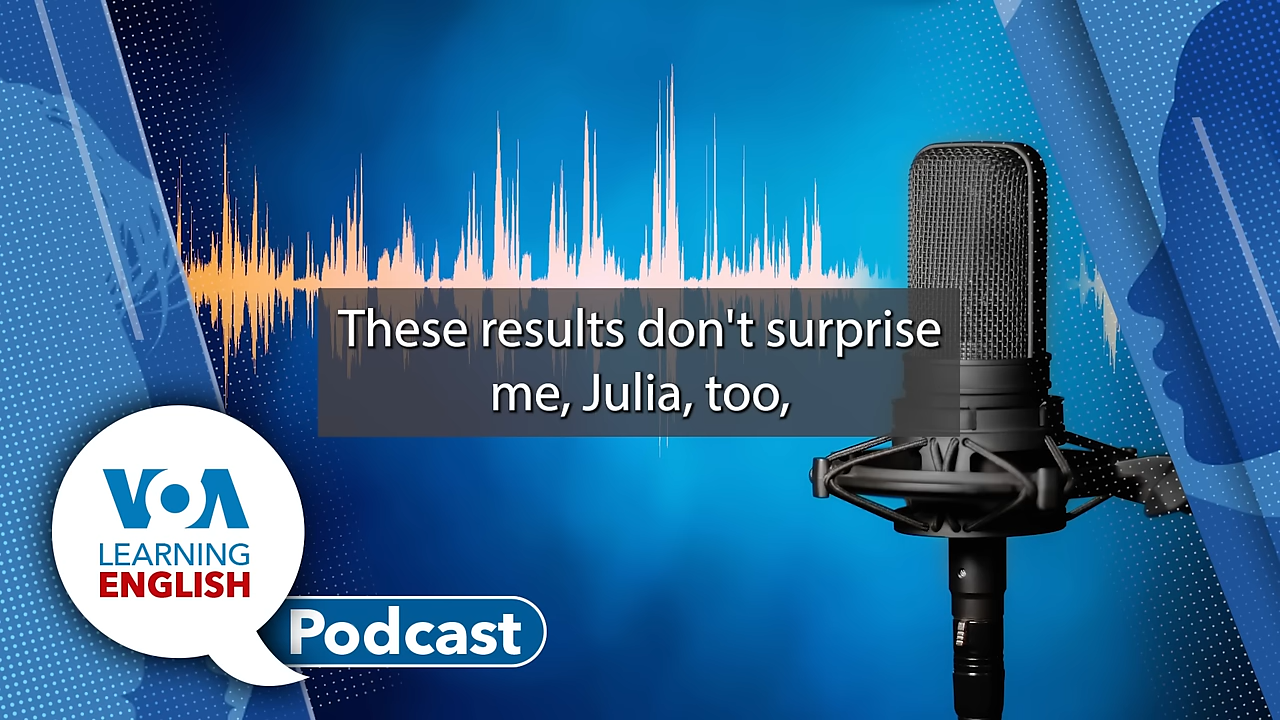 These results don't surprise
me, Julia, too,
VOA
LEARNING
ENGLISH
Podcast